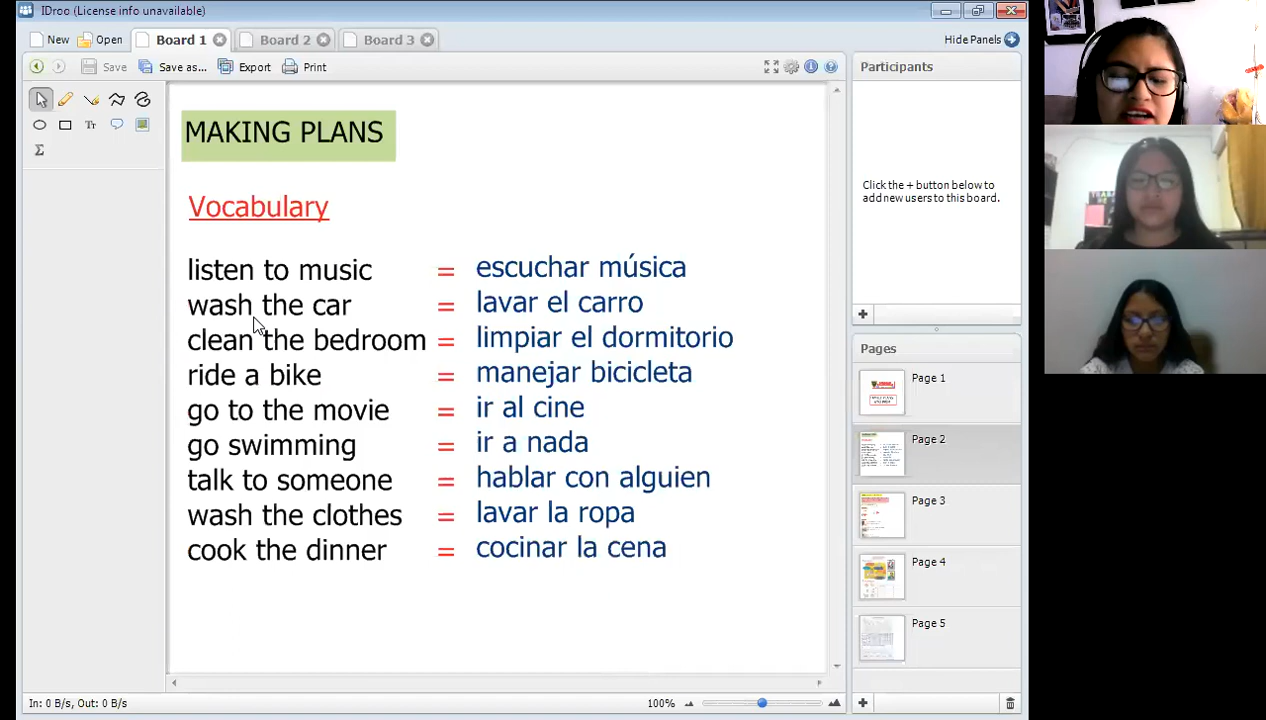 IDroo (License info unavailable)
New Open Board 1 Board 2 Board 3 Hide Panels
Save Save as... Export Print
Participants
MAKING PLANS
Click the + button below to
add new users to this board.
Vocabulary
listen to music = escuchar música
wash the car = lavar el carro
clean the bedroom = limpiar el dormitorio
ride a bike = manejar bicicleta
go to the movie = ir al cine
go swimming = ir a nada
talk to someone = hablar con alguien
wash the clothes = lavar la ropa
cook the dinner = cocinar la cena
Pages
Page 1
Page 2
Page 3
Page 4
Page 5
In: 0 B/s, Out: 0 B/s
100%